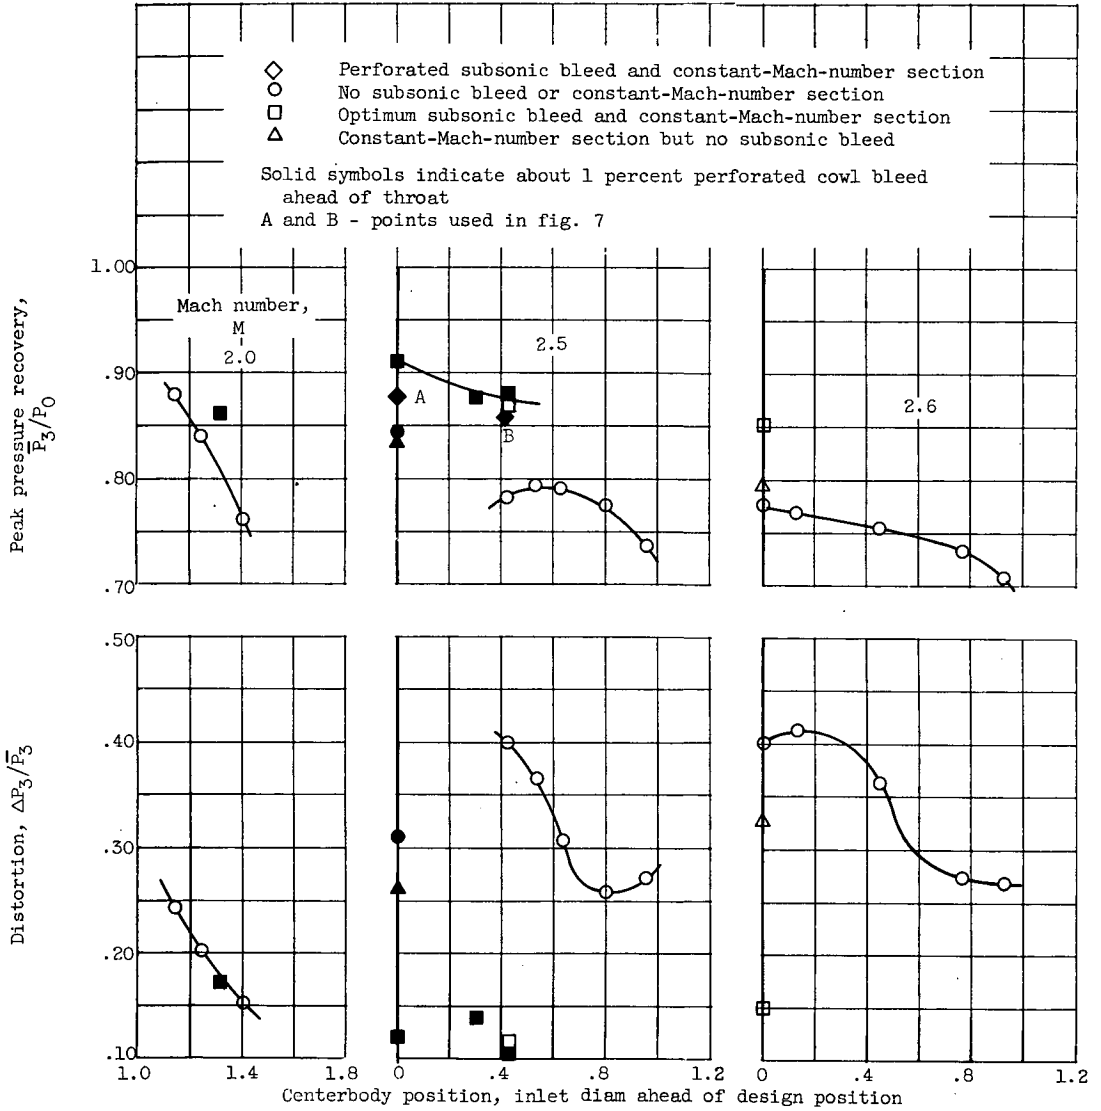 Perforated subsonic bleed and constant-Mach-number section
No subsonic bleed or constant-Mach-number section
Optimum subsonic bleed and constant-Mach-number section
Constant-Mach-number section but no subsonic bleed
Solid symbols indicate about 1 percent perforated cowl bleed
ahead of throat
A and B - points used in fig. 7
Peak pressure recovery,
P̅3/P0
1.00
.90
.80
.70
Mach number,
M
2.0
2.5
A
B
2.6
Distortion, ΔP3/P̅3
.50
.40
.30
.20
.10
1.0 1.4 1.8 0 .4 .8 1.2 0 .4 .8 1.2
Centerbody position, inlet diam ahead of design position